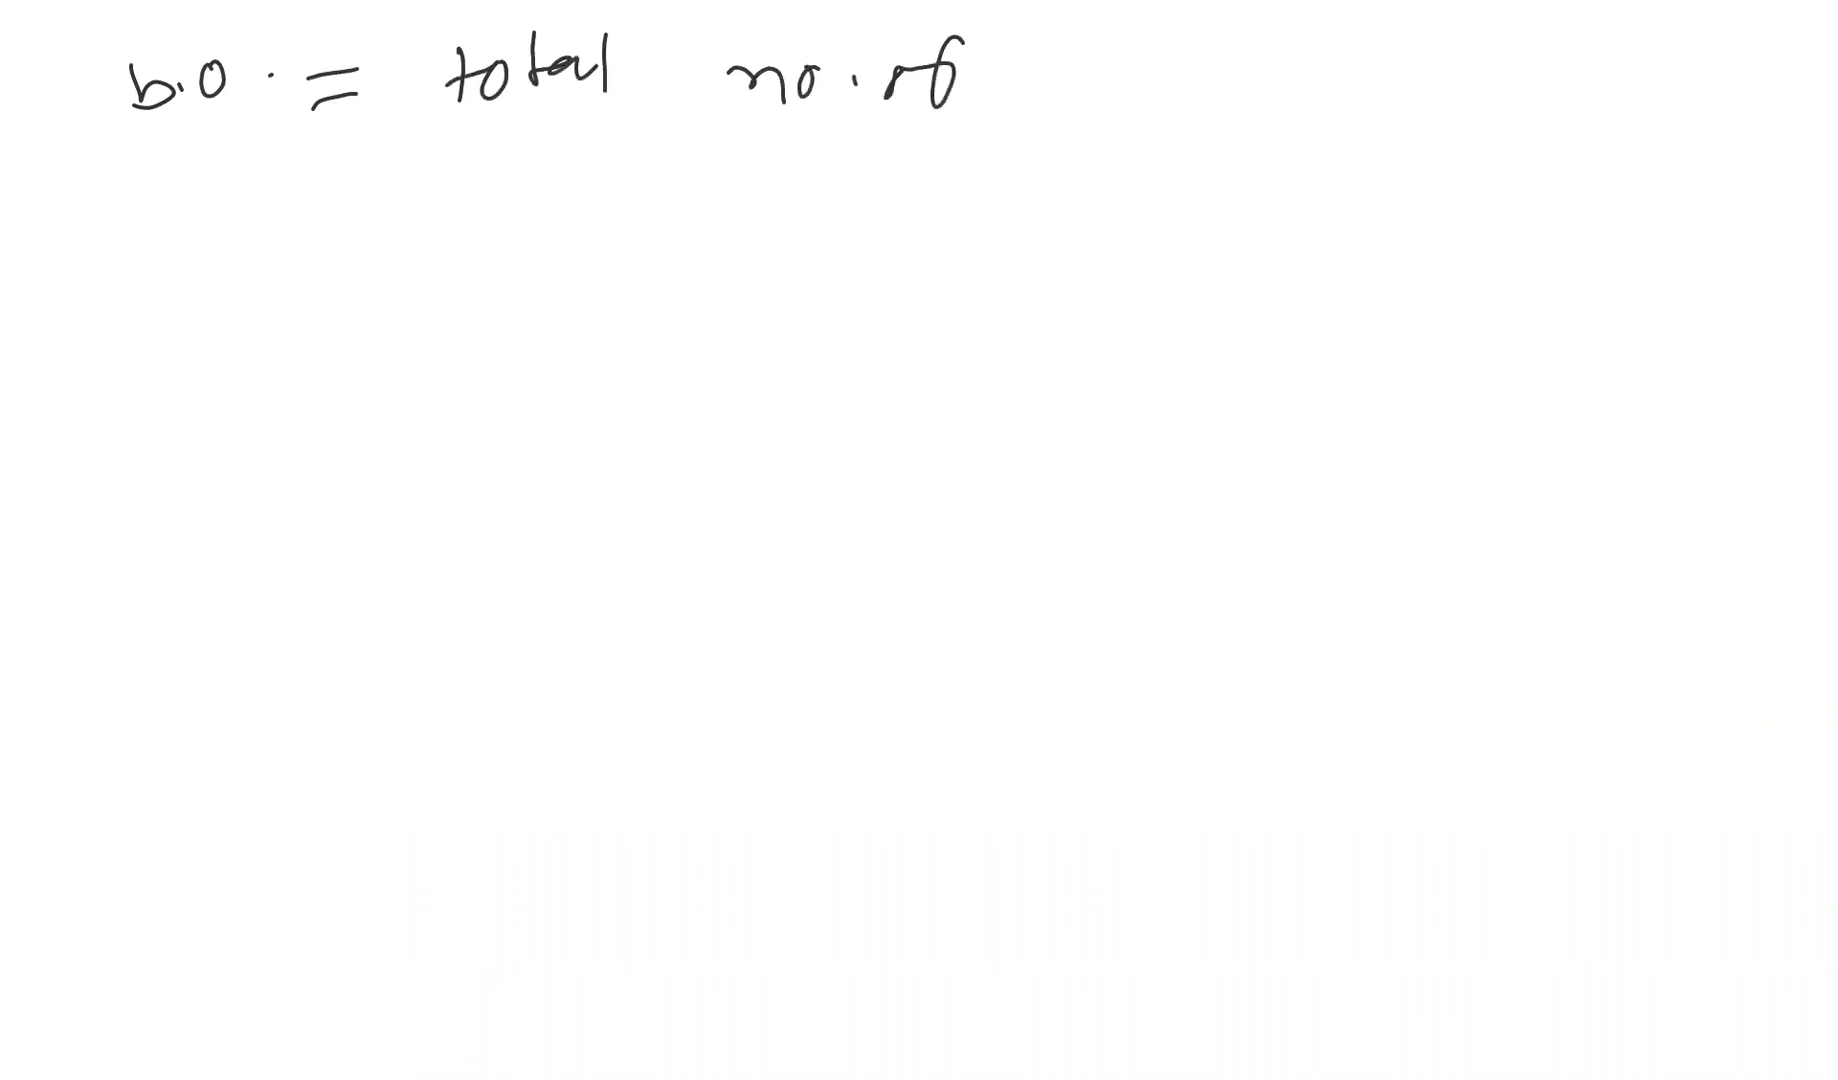 b.o. = total no. of